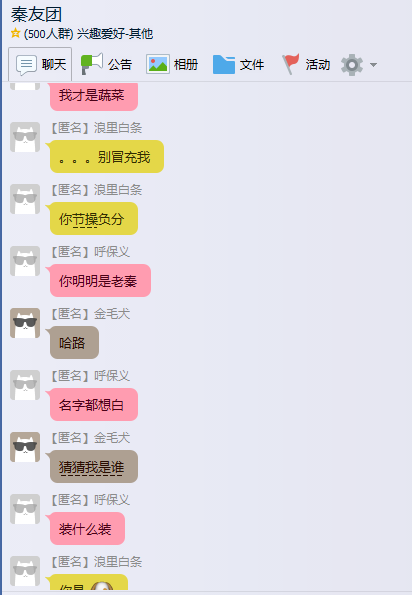 秦友团
(500人群) 兴趣爱好-其他
聊天 公告 相册 文件 活动
我才是蔬菜
【匿名】浪里白条
。。。别冒充我
【匿名】浪里白条
你节操负分
【匿名】呼保义
你明明是老秦
【匿名】金毛犬
哈路
【匿名】呼保义
名字都想白
【匿名】金毛犬
猜猜我是谁
【匿名】呼保义
装什么装
【匿名】浪里白条
你是